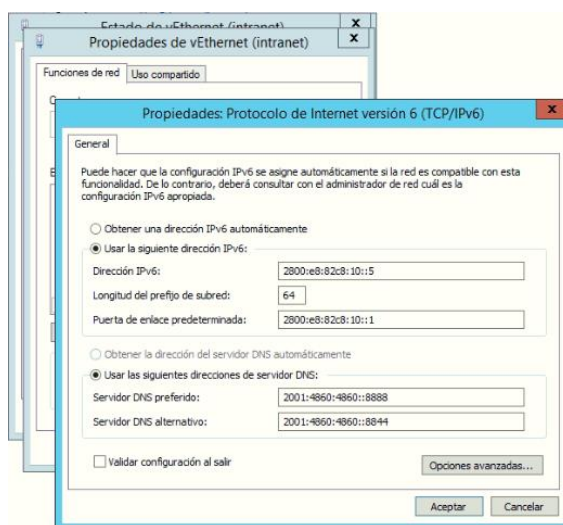 Estado de vEthernet (intranet)
x
Propiedades de vEthernet (intranet)
x
Funciones de red
Uso compartido
Propiedades: Protocolo de Internet versión 6 (TCP/IPv6)
x
General
Puede hacer que la configuración IPv6 se asigne automáticamente si la red es compatible con esta
funcionalidad. De lo contrario, deberá consultar con el administrador de red cuál es la
configuración IPv6 apropiada.
Obtener una dirección IPv6 automáticamente
Usar la siguiente dirección IPv6:
Dirección IPv6: 2800:e8:82c8:10::5
Longitud del prefijo de subred: 64
Puerta de enlace predeterminada: 2800:e8:82c8:10::1
Obtener la dirección del servidor DNS automáticamente
Usar las siguientes direcciones de servidor DNS:
Servidor DNS preferido: 2001:4860:4860::8888
Servidor DNS alternativo: 2001:4860:4860::8844
Validar configuración al salir
Opciones avanzadas...
Aceptar
Cancelar